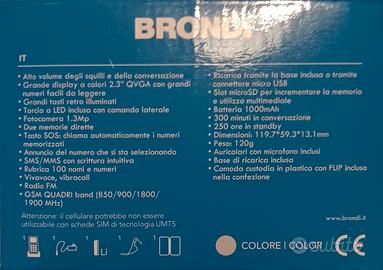 BRONDI
IT
• Alto volume degli squilli e della conversazione
• Grande display a colori 2.3" QVGA con grandi
numeri facili da leggere
• Grandi tasti retro illuminati
• Torcia a LED inclusa con comando laterale
• Fotocamera 1.3Mp
• Due memorie dirette
• Tasto SOS: chiama automaticamente i numeri
memorizzati
• Annuncio del numero che si sta selezionando
• SMS/MMS con scrittura intuitiva
• Rubrica 100 nomi e numeri
• Vivavoce, vibracall
• Radio FM
• GSM QUADRI band (850/900/1800/
1900 MHz)
• Ricarica tramite la base inclusa o tramite
connettore micro USB
• Slot microSD per incrementare la memoria
e utilizzo multimediale
• Batteria 1000mAh
• 300 minuti in conversazione
• 250 ore in standby
• Dimensioni: 119.7*59.3*13.1mm
• Peso: 120g
• Auricolari con microfono inclusi
• Base di ricarica inclusa
• Comoda custodia in plastica con FLIP inclusa
nella confezione
Attenzione: il cellulare potrebbe non essere
utilizzabile con schede SIM di tecnologia UMTS
www.brondi.it
1
1
1
1
1
COLORE | COLOR
CE
subito